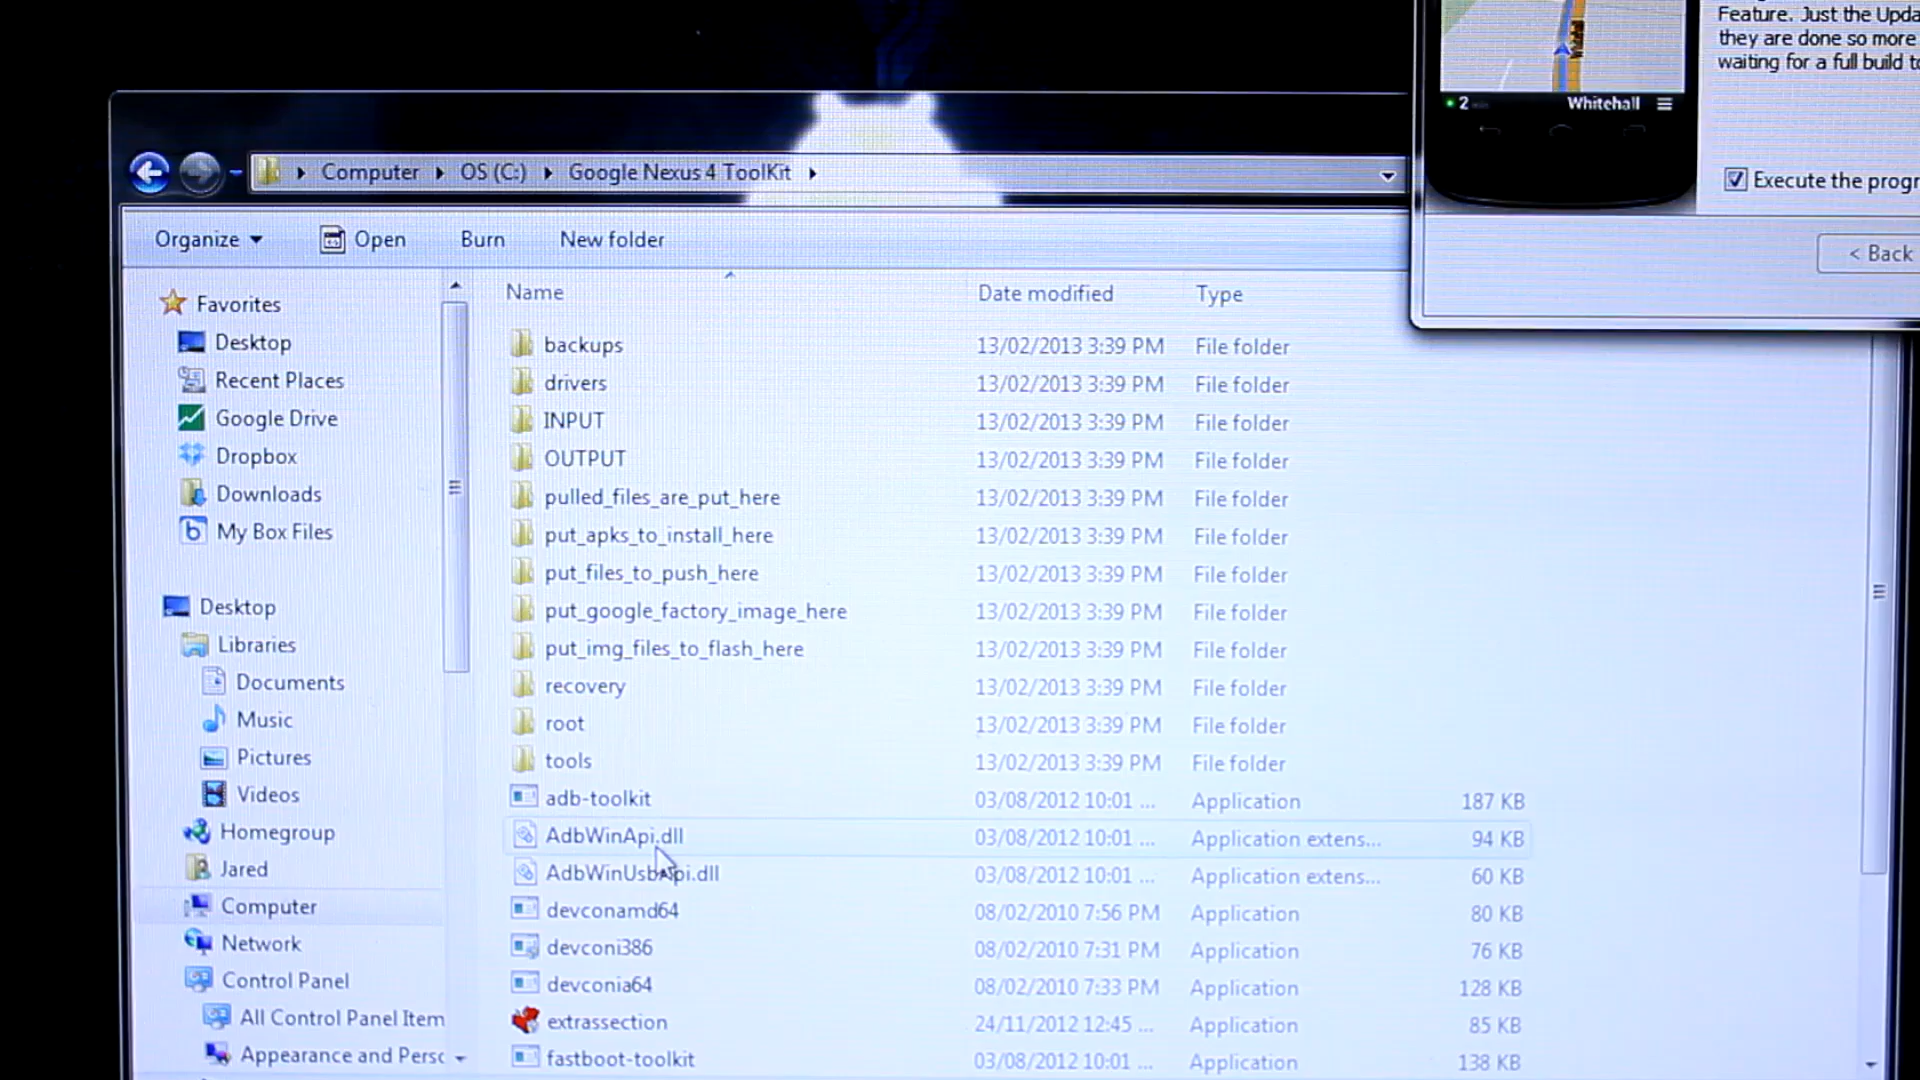 Feature. Just the Upda
they are done so more
waiting for a full build to
2
Whitehall
Execute the progr
< Back
Computer
OS (C:)
Google Nexus 4 ToolKit
Organize
Open
Burn
New folder
Name
Date modified
Type
Favorites
Desktop
Recent Places
Google Drive
Dropbox
Downloads
My Box Files
Desktop
Libraries
Documents
Music
Pictures
Videos
Homegroup
Jared
Computer
Network
Control Panel
All Control Panel Item
Appearance and Persc
backups 13/02/2013 3:39 PM File folder
drivers 13/02/2013 3:39 PM File folder
INPUT 13/02/2013 3:39 PM File folder
OUTPUT 13/02/2013 3:39 PM File folder
pulled_files_are_put_here 13/02/2013 3:39 PM File folder
put_apks_to_install_here 13/02/2013 3:39 PM File folder
put_files_to_push_here 13/02/2013 3:39 PM File folder
put_google_factory_image_here 13/02/2013 3:39 PM File folder
put_img_files_to_flash_here 13/02/2013 3:39 PM File folder
recovery 13/02/2013 3:39 PM File folder
root 13/02/2013 3:39 PM File folder
tools 13/02/2013 3:39 PM File folder
adb-toolkit 03/08/2012 10:01 ... Application 187 KB
AdbWinApi.dll 03/08/2012 10:01 ... Application extens... 94 KB
AdbWinUsbApi.dll 03/08/2012 10:01 ... Application extens... 60 KB
devconamd64 08/02/2010 7:56 PM Application 80 KB
devconi386 08/02/2010 7:31 PM Application 76 KB
devconia64 08/02/2010 7:33 PM Application 128 KB
extrassection 24/11/2012 12:45 ... Application 85 KB
fastboot-toolkit 03/08/2012 10:01 ... Application 138 KB